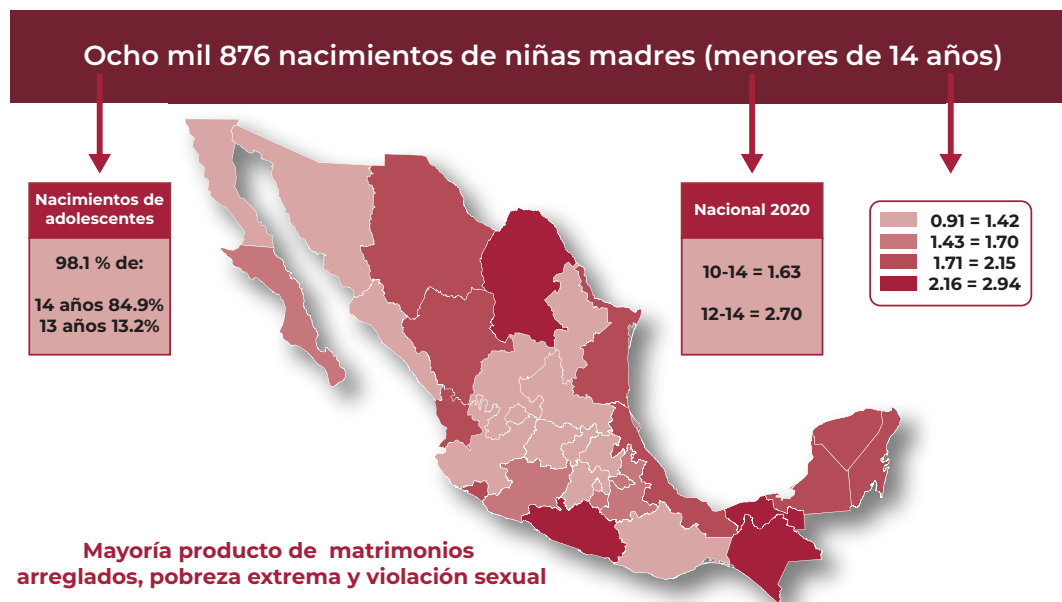 Ocho mil 876 nacimientos de niñas madres (menores de 14 años)
Nacimientos de
adolescentes
98.1 % de:
14 años 84.9%
13 años 13.2%
Nacional 2020
10-14 = 1.63
12-14 = 2.70
0.91 = 1.42
1.43 = 1.70
1.71 = 2.15
2.16 = 2.94
Mayoría producto de matrimonios
arreglados, pobreza extrema y violación sexual